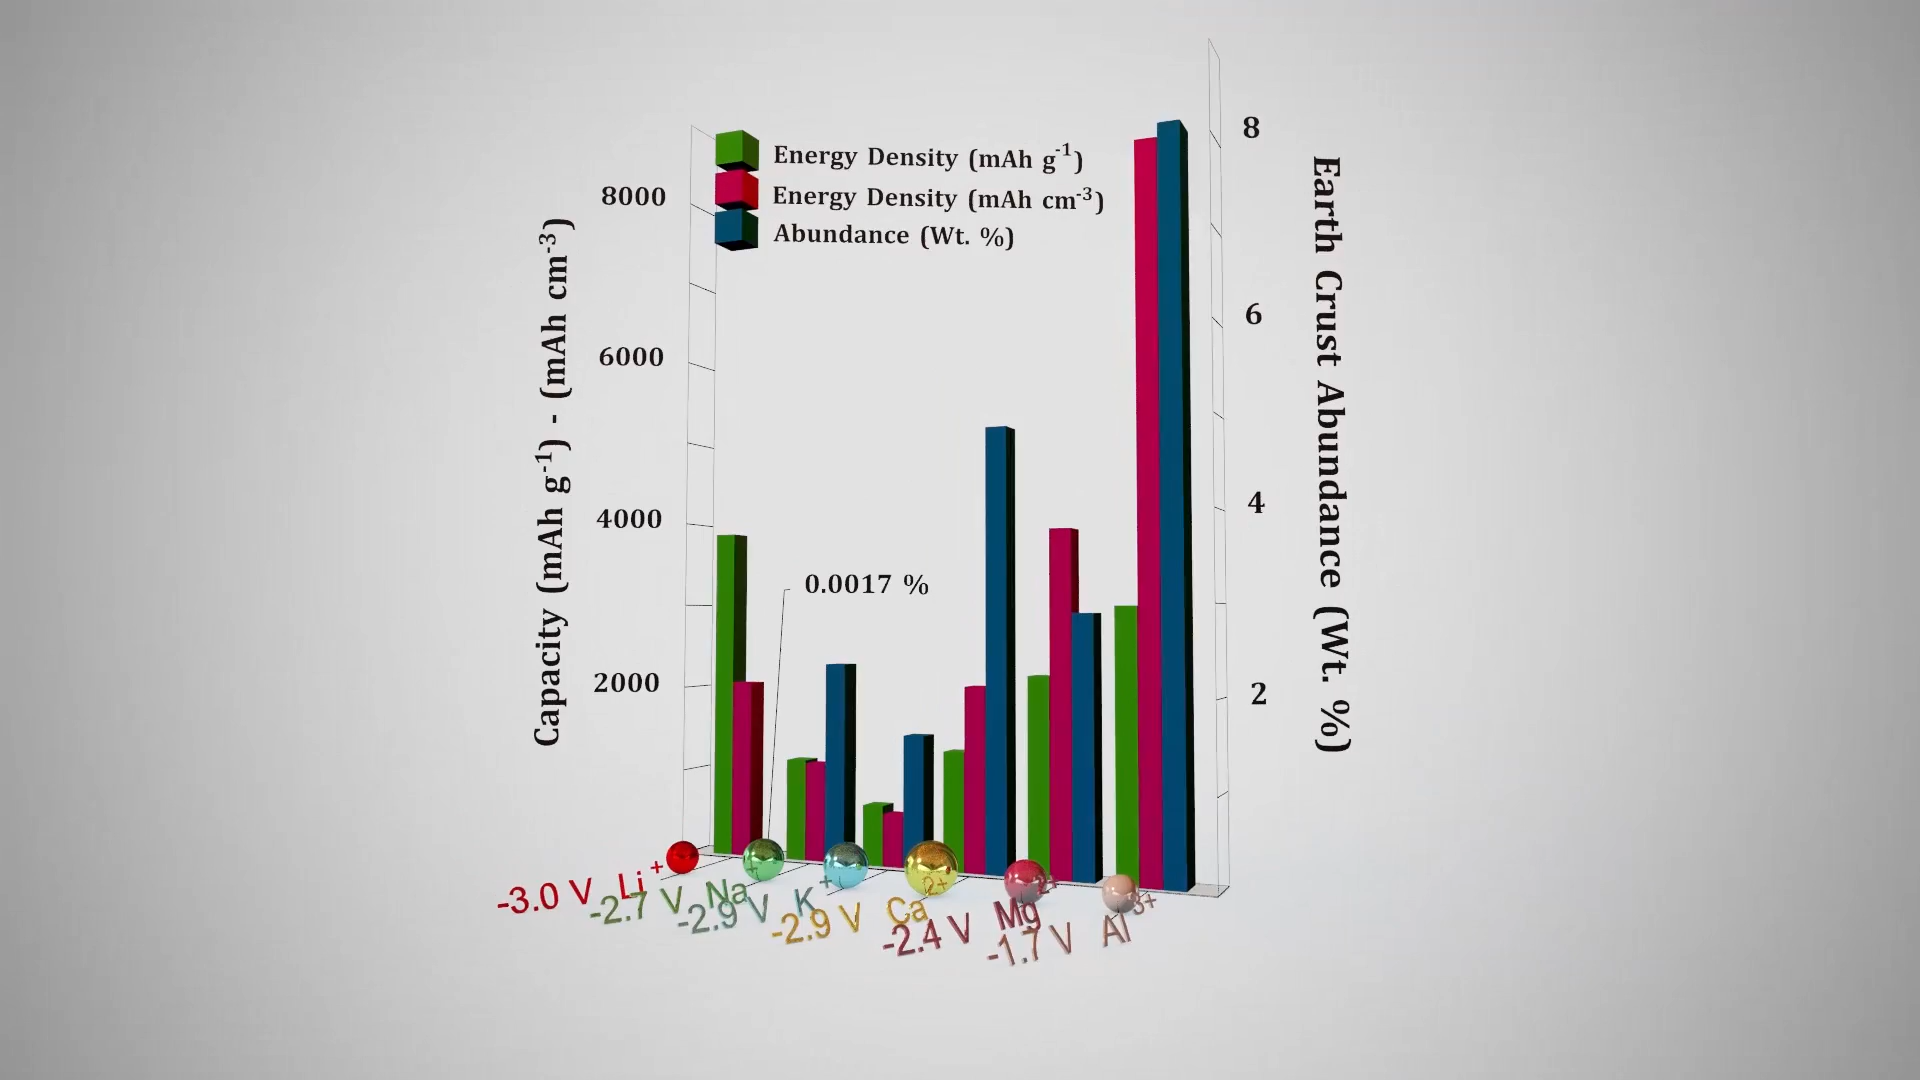 Energy Density (mAh g⁻¹)
Energy Density (mAh cm⁻³)
Abundance (Wt. %)
Capacity (mAh g⁻¹) - (mAh cm⁻³)
8000
6000
4000
2000
0.0017 %
8
6
4
2
Earth Crust Abundance (Wt. %)
-3.0 V Li⁺
-2.7 V Na⁺
-2.9 V K⁺
-2.9 V Ca²⁺
-2.4 V Mg²⁺
-1.7 V Al³⁺